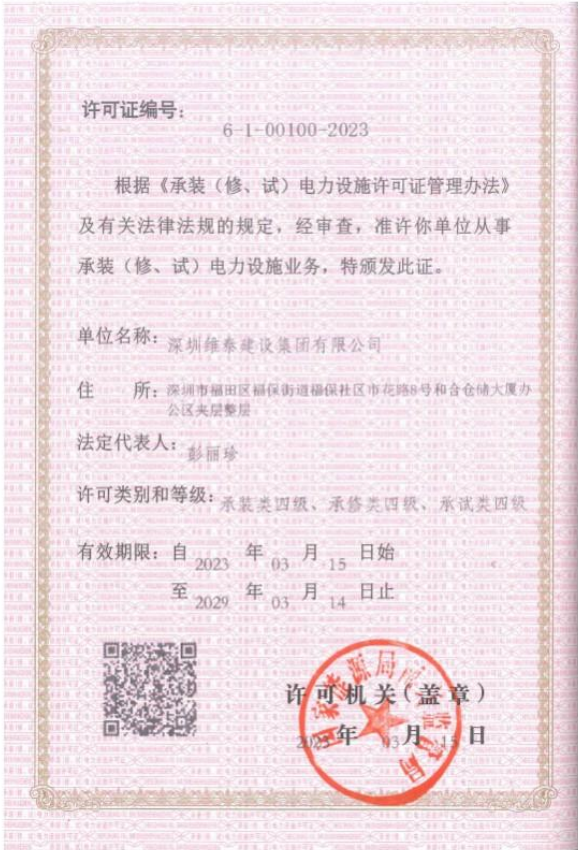 许可证编号：
6-1-00100-2023
根据《承装（修、试）电力设施许可证管理办法》
及有关法律法规的规定，经审查，准许你单位从事
承装（修、试）电力设施业务，特颁发此证。
单位名称：深圳维泰建设集团有限公司
住 所：深圳市福田区福保街道福保社区市花路8号和合仓储大厦办
公区夹层整层
法定代表人：彭丽珍
许可类别和等级：承装类四级、承修类四级、承试类四级
有效期限：自 2023 年 03 月 15 日始
至 2029 年 03 月 14 日止
国家能源局 监管局
许可机关(盖章)
2023 年 03 月 15 日